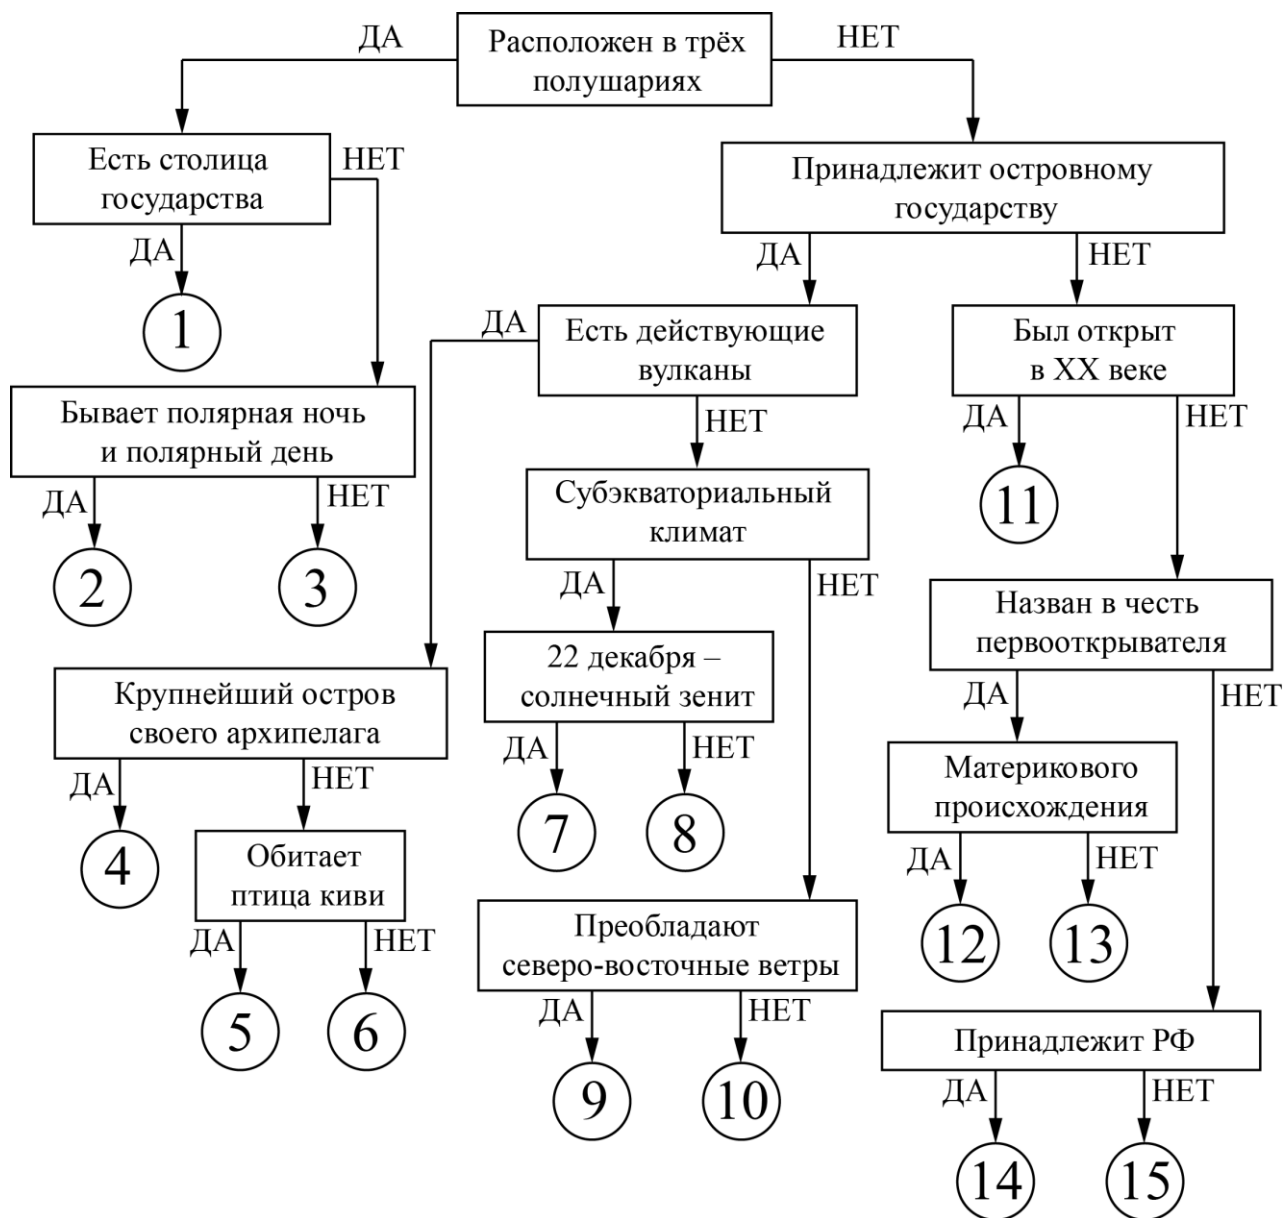 Расположен в трёх
полушариях
ДА
НЕТ
Есть столица
государства
НЕТ
ДА
1
Принадлежит островному
государству
ДА
НЕТ
Бывает полярная ночь
и полярный день
ДА
НЕТ
2
3
Есть действующие
вулканы
ДА
НЕТ
Был открыт
в XX веке
ДА
НЕТ
11
Субэкваториальный
климат
ДА
НЕТ
Назван в честь
первооткрывателя
ДА
НЕТ
Крупнейший остров
своего архипелага
ДА
НЕТ
4
22 декабря –
солнечный зенит
ДА
НЕТ
7
8
Материкового
происхождения
ДА
НЕТ
12
13
Обитает
птица киви
ДА
НЕТ
5
6
Преобладают
северо-восточные ветры
ДА
НЕТ
9
10
Принадлежит РФ
ДА
НЕТ
14
15